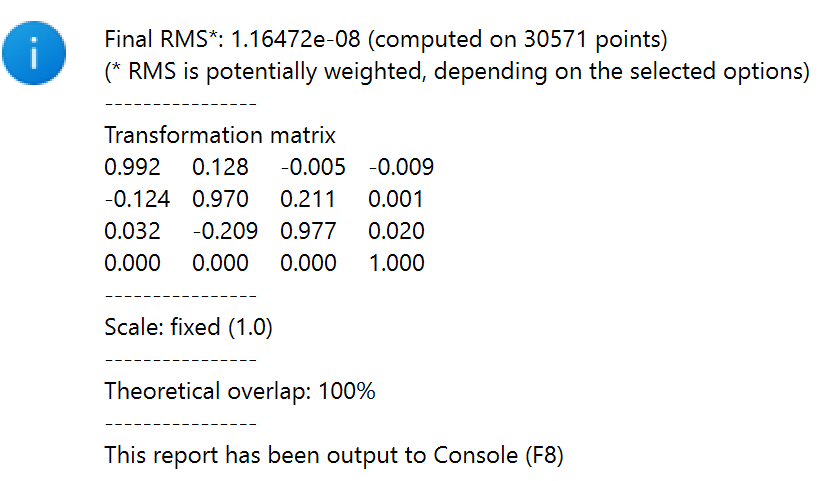 Final RMS*: 1.16472e-08 (computed on 30571 points)
(* RMS is potentially weighted, depending on the selected options)
----------------
Transformation matrix
0.992 0.128 -0.005 -0.009
-0.124 0.970 0.211 0.001
0.032 -0.209 0.977 0.020
0.000 0.000 0.000 1.000
----------------
Scale: fixed (1.0)
----------------
Theoretical overlap: 100%
----------------
This report has been output to Console (F8)